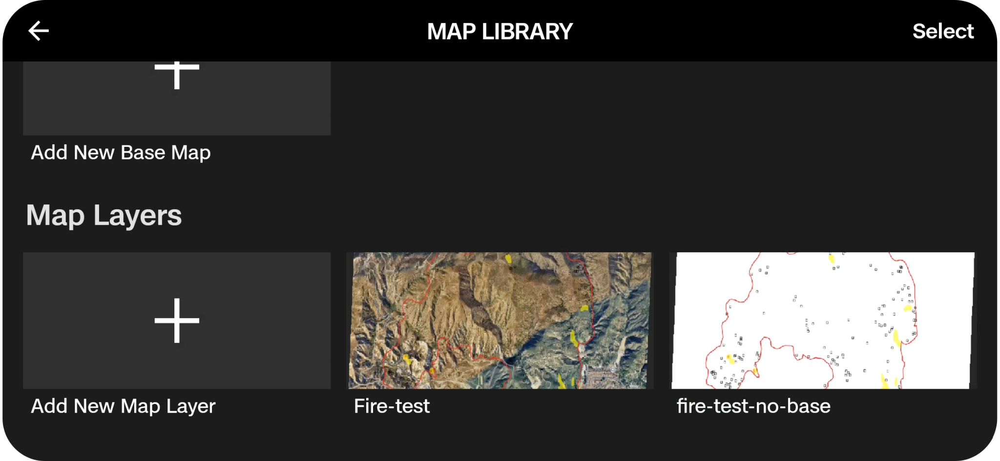 MAP LIBRARY
Select
Add New Base Map
Map Layers
Add New Map Layer
Fire-test
fire-test-no-base